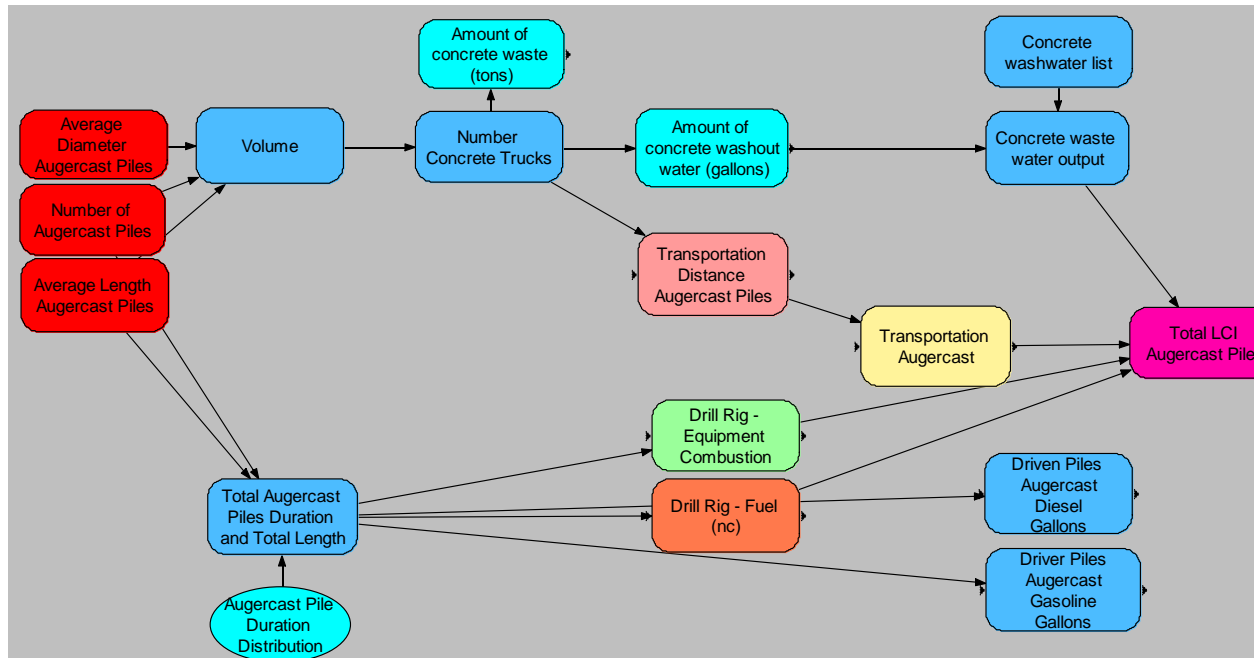 Amount of
concrete waste
(tons)
Concrete
washwater list
Average
Diameter
Augercast Piles
Volume
Number
Concrete Trucks
Amount of
concrete washout
water (gallons)
Concrete waste
water output
Number of
Augercast Piles
Average Length
Augercast Piles
Transportation
Distance
Augercast Piles
Transportation
Augercast
Total LCI
Augercast Pile
Drill Rig -
Equipment
Combustion
Total Augercast
Piles Duration
and Total Length
Drill Rig - Fuel
(nc)
Driven Piles
Augercast
Diesel
Gallons
Driver Piles
Augercast
Gasoline
Gallons
Augercast Pile
Duration
Distribution